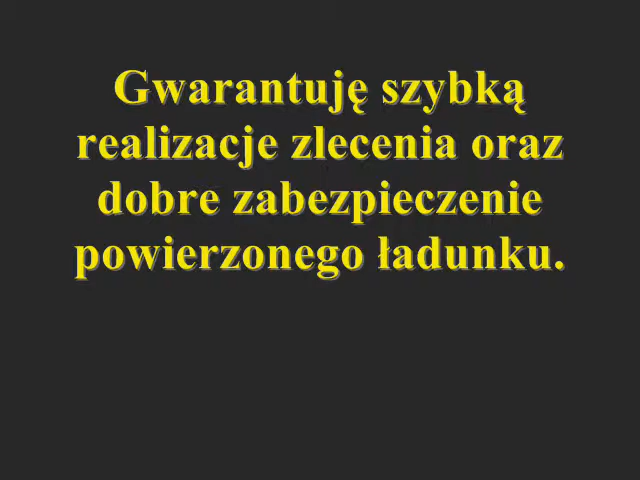 Gwarantuję szybką
realizacje zlecenia oraz
dobre zabezpieczenie
powierzonego ładunku.